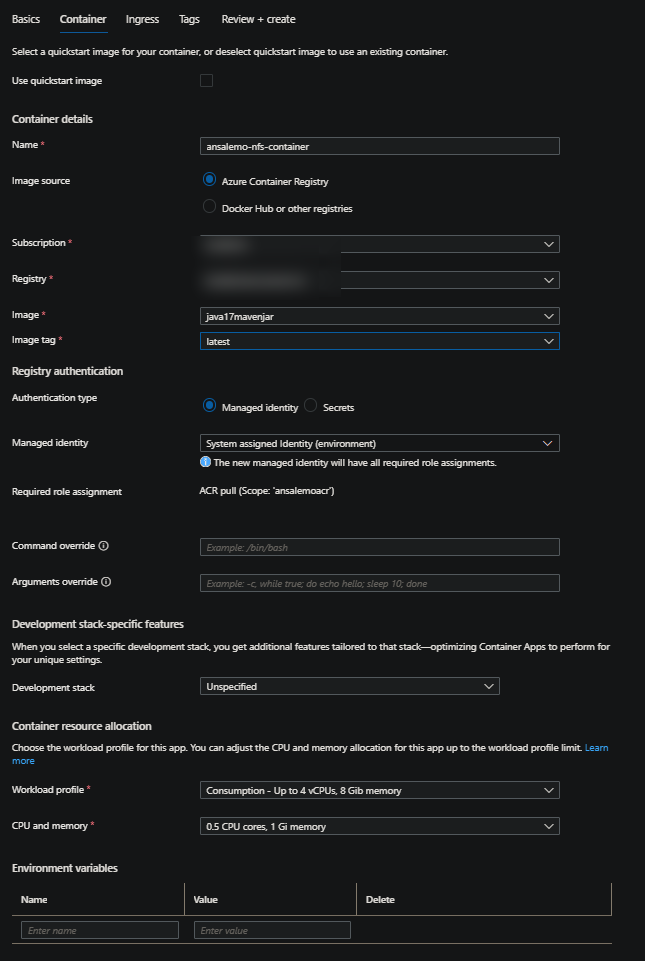 Basics Container Ingress Tags Review + create
Select a quickstart image for your container, or deselect quickstart image to use an existing container.
Use quickstart image
Container details
Name * ansalemo-nfs-container
Image source Azure Container Registry
Docker Hub or other registries
Subscription *
Registry *
Image * java17mavenjar
Image tag * latest
Registry authentication
Authentication type Managed identity Secrets
Managed identity System assigned Identity (environment)
The new managed identity will have all required role assignments.
Required role assignment ACR pull (Scope: 'ansalemoacr')
Command override Example: /bin/bash
Arguments override Example: -c, while true; do echo hello; sleep 10; done
Development stack-specific features
When you select a specific development stack, you get additional features tailored to that stack—optimizing Container Apps to perform for
your unique settings.
Development stack Unspecified
Container resource allocation
Choose the workload profile for this app. You can adjust the CPU and memory allocation for this app up to the workload profile limit. Learn
more
Workload profile * Consumption - Up to 4 vCPUs, 8 Gib memory
CPU and memory * 0.5 CPU cores, 1 Gi memory
Environment variables
Name Value Delete
Enter name Enter value